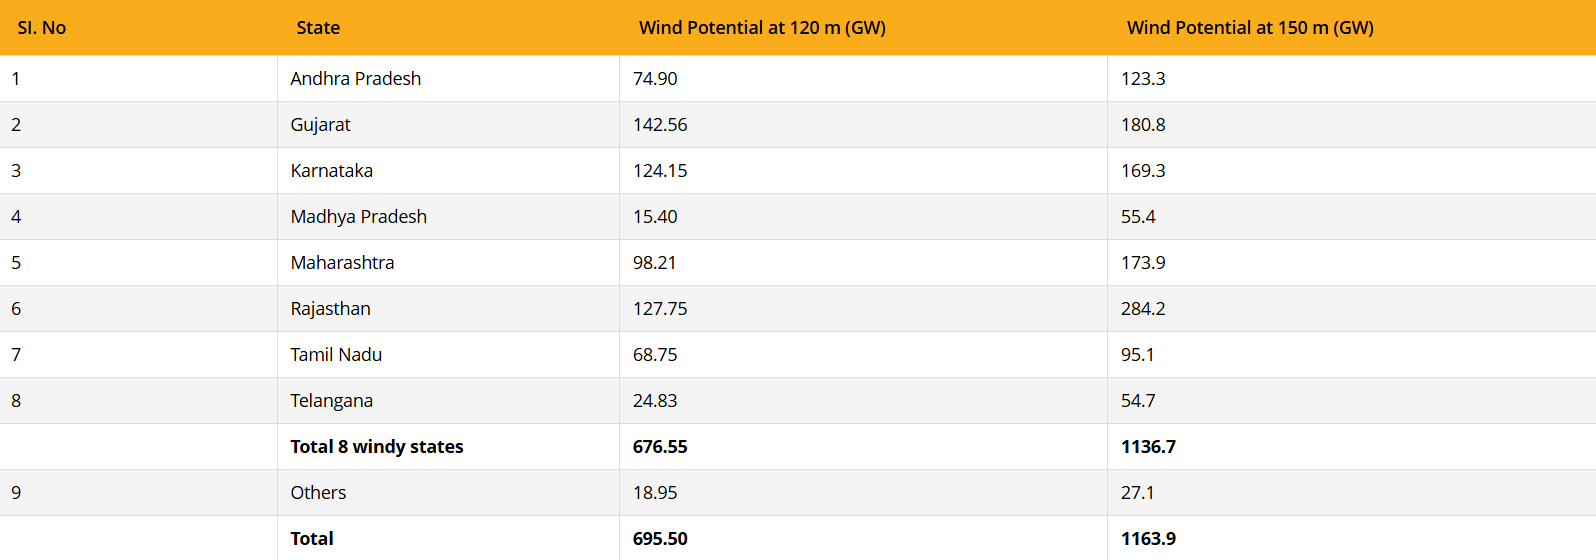 Sl. No State Wind Potential at 120 m (GW) Wind Potential at 150 m (GW)
1 Andhra Pradesh 74.90 123.3
2 Gujarat 142.56 180.8
3 Karnataka 124.15 169.3
4 Madhya Pradesh 15.40 55.4
5 Maharashtra 98.21 173.9
6 Rajasthan 127.75 284.2
7 Tamil Nadu 68.75 95.1
8 Telangana 24.83 54.7
Total 8 windy states 676.55 1136.7
9 Others 18.95 27.1
Total 695.50 1163.9